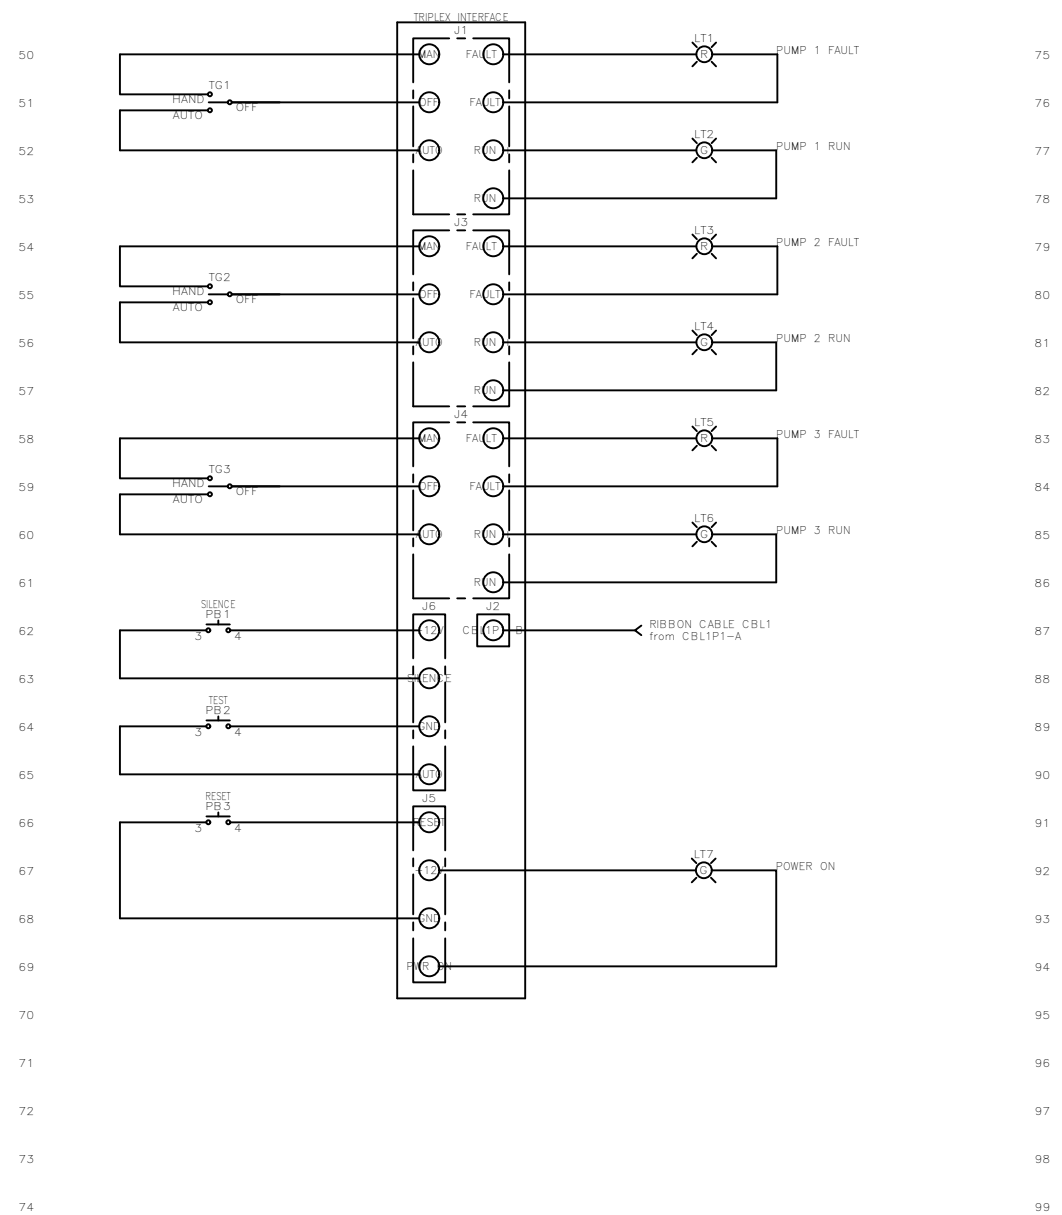 TRIPLEX INTERFACE
J1
50 MAN FAULT LT1 R PUMP 1 FAULT 75
TG1
HAND
51 OFF OFF FAULT 76
AUTO
LT2
52 AUTO RUN G PUMP 1 RUN 77
53 RUN 78
J3
LT3
54 MAN FAULT R PUMP 2 FAULT 79
TG2
HAND
55 OFF OFF FAULT 80
AUTO
LT4
56 AUTO RUN G PUMP 2 RUN 81
57 RUN 82
J4
LT5
58 MAN FAULT R PUMP 3 FAULT 83
TG3
HAND
59 OFF OFF FAULT 84
AUTO
LT6
60 AUTO RUN G PUMP 3 RUN 85
61 RUN 86
SILENCE
PB1
J6 J2
62 3 4 +12V CBL1P1-B RIBBON CABLE CBL1 87
from CBL1P1-A
63 SILENCE 88
TEST
PB2
64 3 4 GND 89
65 AUTO 90
RESET
PB3
J5
66 3 4 RESET 91
LT7
67 +12V G POWER ON 92
68 GND 93
69 PWR ON 94
70 95
71 96
72 97
73 98
74 99